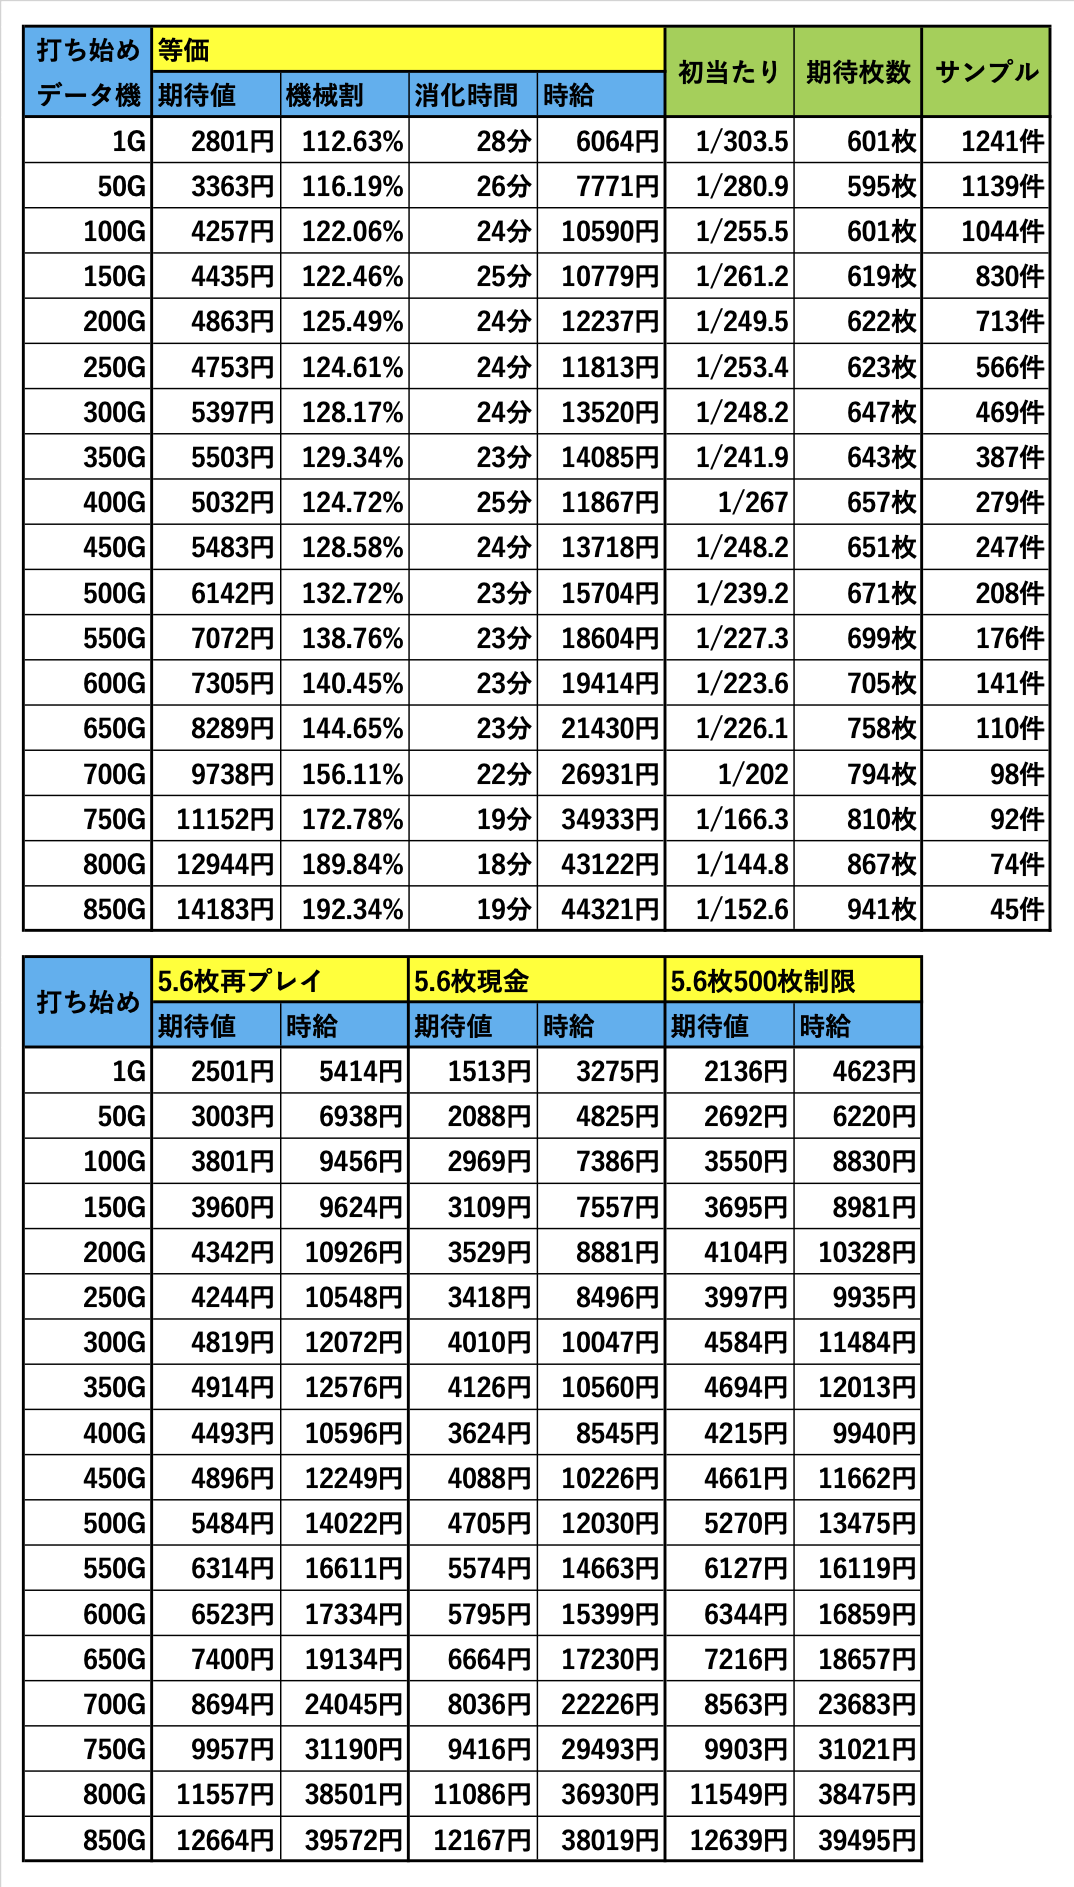 打ち始め 等価 初当たり 期待枚数 サンプル
データ機 期待値 機械割 消化時間 時給
1G 2801円 112.63% 28分 6064円 1/303.5 601枚 1241件
50G 3363円 116.19% 26分 7771円 1/280.9 595枚 1139件
100G 4257円 122.06% 24分 10590円 1/255.5 601枚 1044件
150G 4435円 122.46% 25分 10779円 1/261.2 619枚 830件
200G 4863円 125.49% 24分 12237円 1/249.5 622枚 713件
250G 4753円 124.61% 24分 11813円 1/253.4 623枚 566件
300G 5397円 128.17% 24分 13520円 1/248.2 647枚 469件
350G 5503円 129.34% 23分 14085円 1/241.9 643枚 387件
400G 5032円 124.72% 25分 11867円 1/267 657枚 279件
450G 5483円 128.58% 24分 13718円 1/248.2 651枚 247件
500G 6142円 132.72% 23分 15704円 1/239.2 671枚 208件
550G 7072円 138.76% 23分 18604円 1/227.3 699枚 176件
600G 7305円 140.45% 23分 19414円 1/223.6 705枚 141件
650G 8289円 144.65% 23分 21430円 1/226.1 758枚 110件
700G 9738円 156.11% 22分 26931円 1/202 794枚 98件
750G 11152円 172.78% 19分 34933円 1/166.3 810枚 92件
800G 12944円 189.84% 18分 43122円 1/144.8 867枚 74件
850G 14183円 192.34% 19分 44321円 1/152.6 941枚 45件
打ち始め 5.6枚再プレイ 5.6枚現金 5.6枚500枚制限
期待値 時給 期待値 時給 期待値 時給
1G 2501円 5414円 1513円 3275円 2136円 4623円
50G 3003円 6938円 2088円 4825円 2692円 6220円
100G 3801円 9456円 2969円 7386円 3550円 8830円
150G 3960円 9624円 3109円 7557円 3695円 8981円
200G 4342円 10926円 3529円 8881円 4104円 10328円
250G 4244円 10548円 3418円 8496円 3997円 9935円
300G 4819円 12072円 4010円 10047円 4584円 11484円
350G 4914円 12576円 4126円 10560円 4694円 12013円
400G 4493円 10596円 3624円 8545円 4215円 9940円
450G 4896円 12249円 4088円 10226円 4661円 11662円
500G 5484円 14022円 4705円 12030円 5270円 13475円
550G 6314円 16611円 5574円 14663円 6127円 16119円
600G 6523円 17334円 5795円 15399円 6344円 16859円
650G 7400円 19134円 6664円 17230円 7216円 18657円
700G 8694円 24045円 8036円 22226円 8563円 23683円
750G 9957円 31190円 9416円 29493円 9903円 31021円
800G 11557円 38501円 11086円 36930円 11549円 38475円
850G 12664円 39572円 12167円 38019円 12639円 39495円